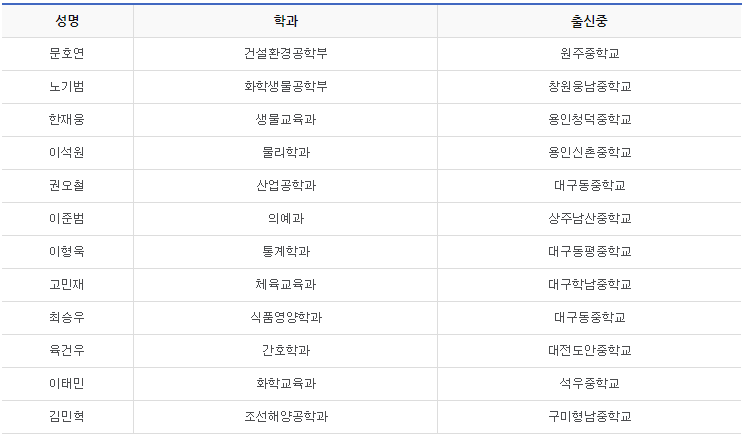 성명 학과 출신중
문호연 건설환경공학부 원주중학교
노기범 화학생물공학부 창원웅남중학교
한재웅 생물교육과 용인청덕중학교
이석원 물리학과 용인신촌중학교
권오철 산업공학과 대구동중학교
이준범 의예과 상주남산중학교
이형욱 통계학과 대구동평중학교
고민재 체육교육과 대구학남중학교
최승우 식품영양학과 대구동중학교
육건우 간호학과 대전도안중학교
이태민 화학교육과 석우중학교
김민혁 조선해양공학과 구미형남중학교